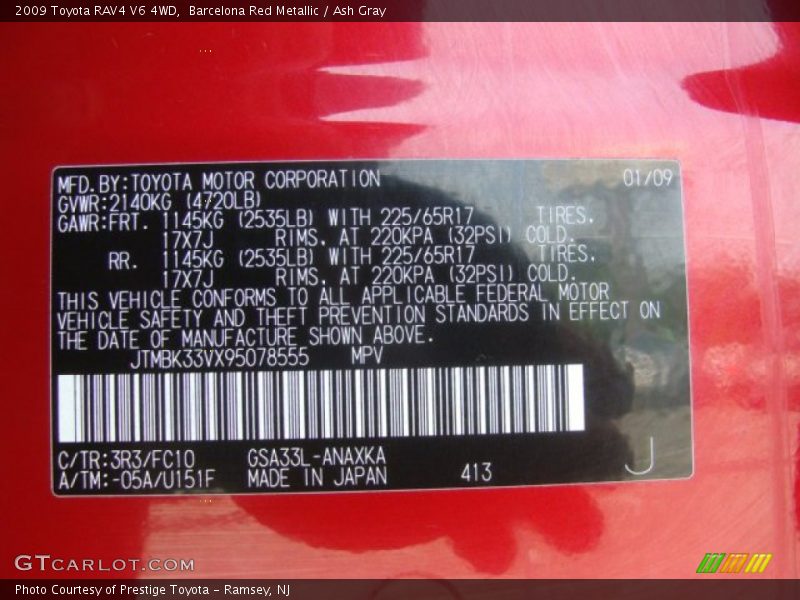 2009 Toyota RAV4 V6 4WD,  Barcelona Red Metallic / Ash Gray
MFD.BY:TOYOTA MOTOR CORPORATION 01/09
GVWR:2140KG (4720LB)
GAWR:FRT. 1145KG (2535LB) WITH 225/65R17 TIRES.
17X7J RIMS. AT 220KPA (32PSI) COLD.
RR. 1145KG (2535LB) WITH 225/65R17 TIRES.
17X7J RIMS. AT 220KPA (32PSI) COLD.
THIS VEHICLE CONFORMS TO ALL APPLICABLE FEDERAL MOTOR
VEHICLE SAFETY AND THEFT PREVENTION STANDARDS IN EFFECT ON
THE DATE OF MANUFACTURE SHOWN ABOVE.
JTMBK33VX95078555 MPV
C/TR:3R3/FC10 GSA33L-ANAXKA
A/TM:-05A/U151F MADE IN JAPAN 413 J
GTCARLOT.COM
Photo Courtesy of Prestige Toyota - Ramsey, NJ